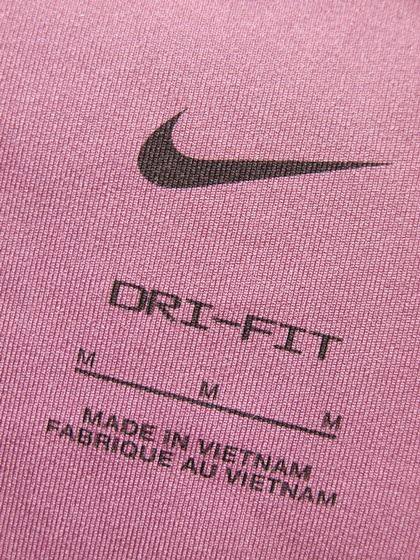 DRI-FIT
M M M
MADE IN VIETNAM
FABRIQUE AU VIETNAM